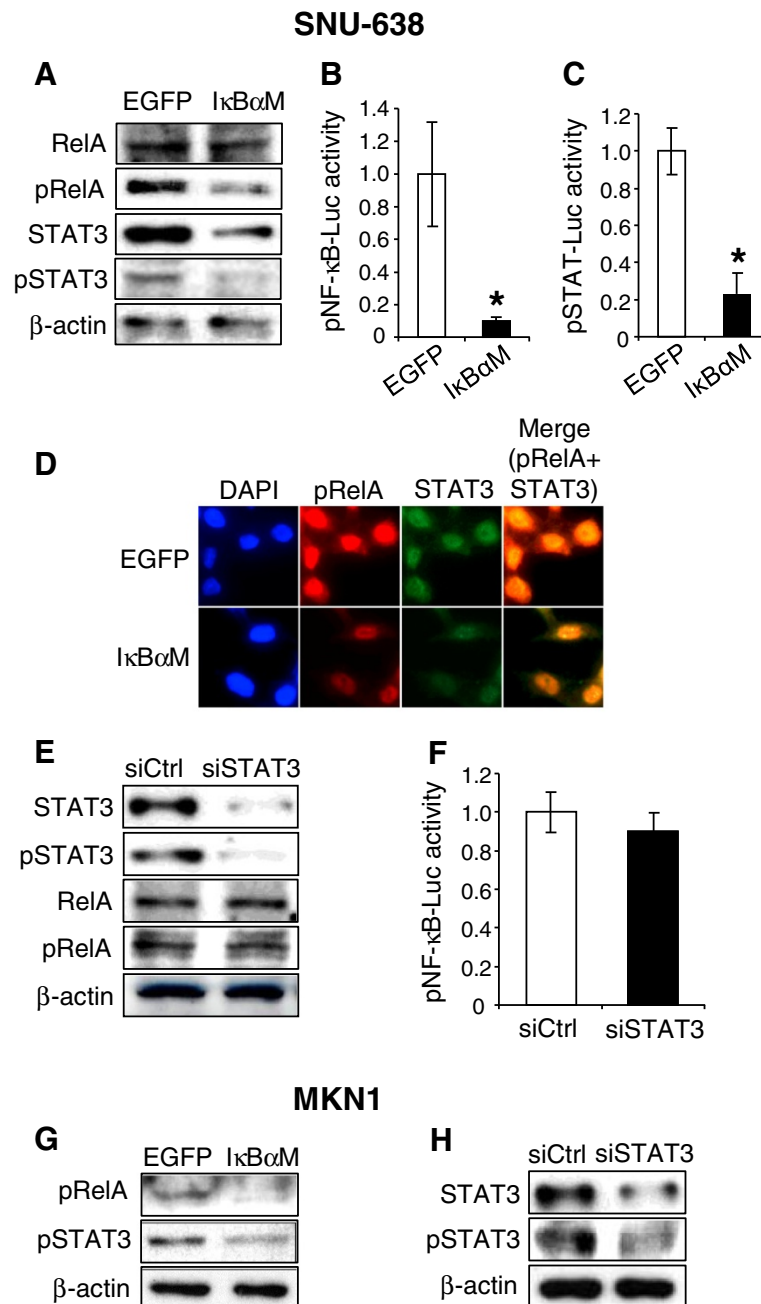 SNU-638
A
EGFP IκBαM
RelA
pRelA
STAT3
pSTAT3
β-actin
B
pNF-κB-Luc activity
1.4
1.2
1.0
0.8
0.6
0.4
0.2
0
*
EGFP
IκBαM
C
pSTAT-Luc activity
1.2
1.0
0.8
0.6
0.4
0.2
0
*
EGFP
IκBαM
D
DAPI pRelA STAT3
Merge
(pRelA+
STAT3)
EGFP
IκBαM
E
siCtrl siSTAT3
STAT3
pSTAT3
RelA
pRelA
β-actin
F
pNF-κB-Luc activity
1.2
1.0
0.8
0.6
0.4
0.2
0
siCtrl siSTAT3
MKN1
G
EGFP IκBαM
pRelA
pSTAT3
β-actin
H
siCtrl siSTAT3
STAT3
pSTAT3
β-actin